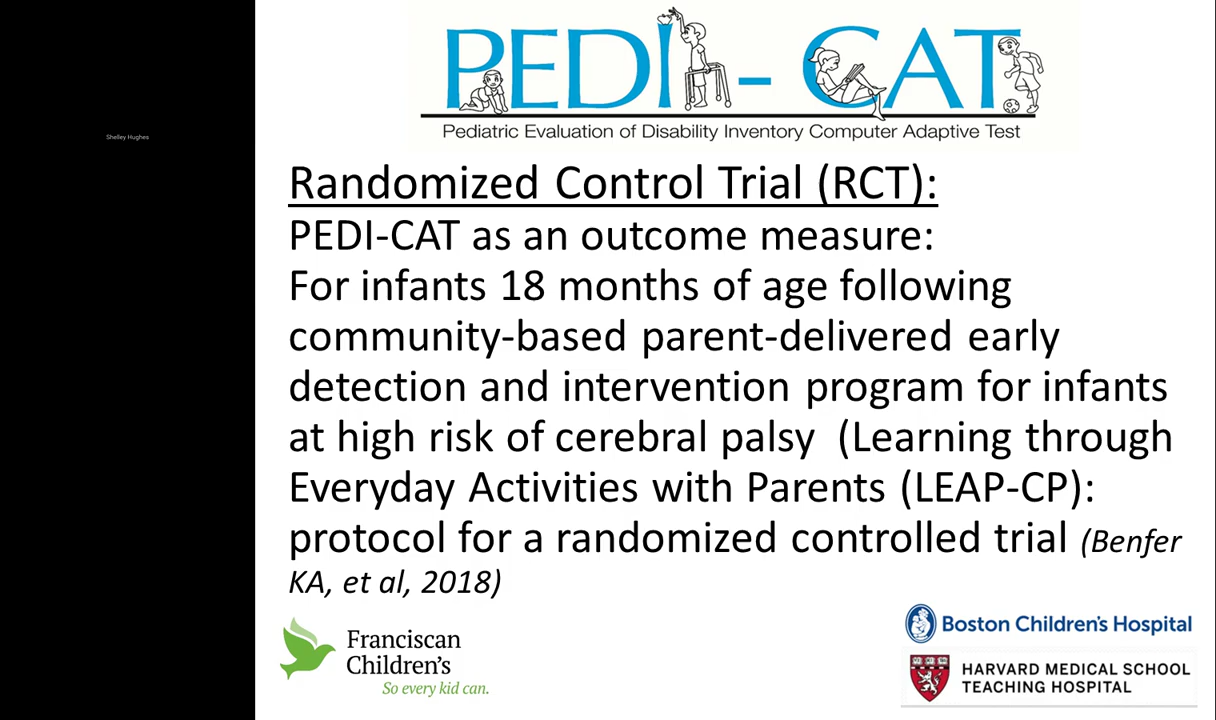 Shelley Hughes
PEDI-CAT
Pediatric Evaluation of Disability Inventory Computer Adaptive Test
Randomized Control Trial (RCT):
PEDI-CAT as an outcome measure:
For infants 18 months of age following
community-based parent-delivered early
detection and intervention program for infants
at high risk of cerebral palsy (Learning through
Everyday Activities with Parents (LEAP-CP):
protocol for a randomized controlled trial (Benfer
KA, et al, 2018)
Franciscan
Children's
So every kid can.
Boston Children's Hospital
HARVARD MEDICAL SCHOOL
TEACHING HOSPITAL